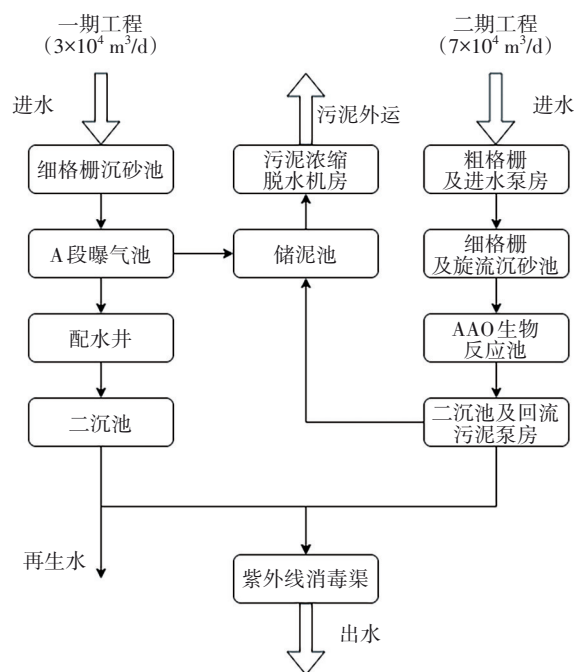 一期工程
（3×10⁴ m³/d）
二期工程
（7×10⁴ m³/d）
进水
污泥外运
进水
细格栅沉砂池
污泥浓缩
脱水机房
粗格栅
及进水泵房
A段曝气池
储泥池
细格栅
及旋流沉砂池
配水井
AAO生物
反应池
二沉池
二沉池及回流
污泥泵房
再生水
紫外线消毒渠
出水